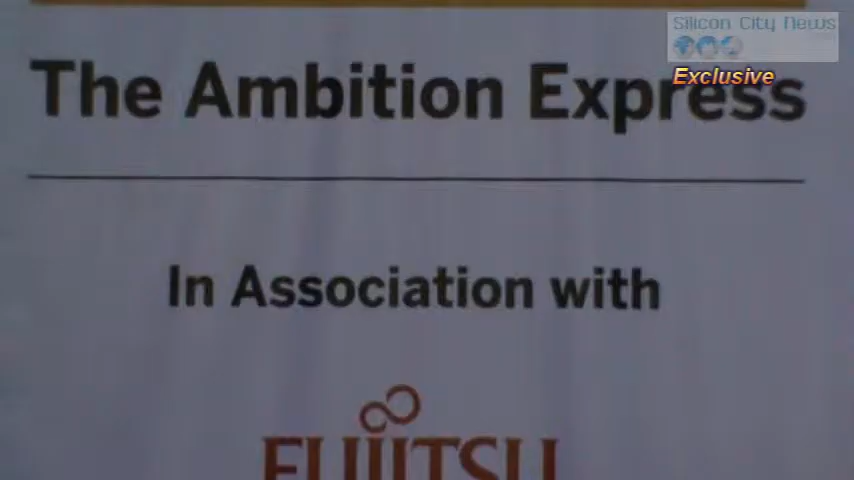 Silicon City News
Exclusive
The Ambition Express
In Association with
FUJITSU